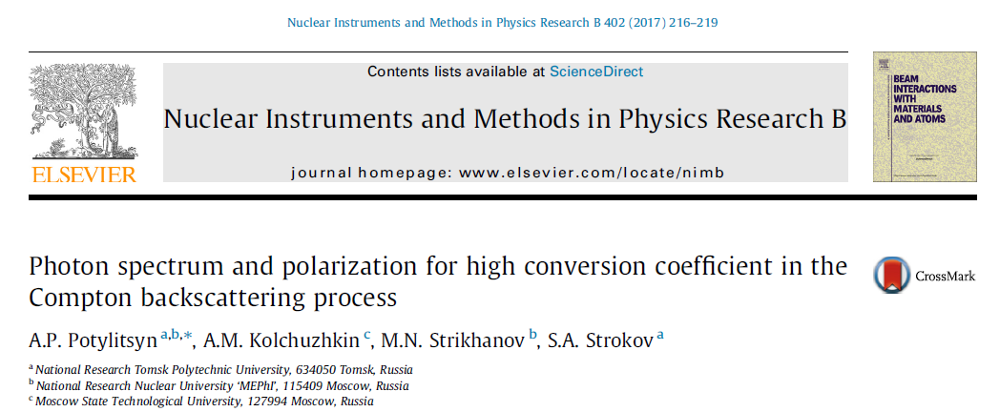 Nuclear Instruments and Methods in Physics Research B 402 (2017) 216–219
Contents lists available at ScienceDirect
Nuclear Instruments and Methods in Physics Research B
journal homepage: www.elsevier.com/locate/nimb
ELSEVIER
BEAM
INTERACTIONS
WITH
MATERIALS
AND ATOMS
Photon spectrum and polarization for high conversion coefficient in the
Compton backscattering process
CrossMark
A.P. Potylitsyn a,b,*, A.M. Kolchuzhkin c, M.N. Strikhanov b, S.A. Strokov a
a National Research Tomsk Polytechnic University, 634050 Tomsk, Russia
b National Research Nuclear University ‘MEPhI’, 115409 Moscow, Russia
c Moscow State Technological University, 127994 Moscow, Russia